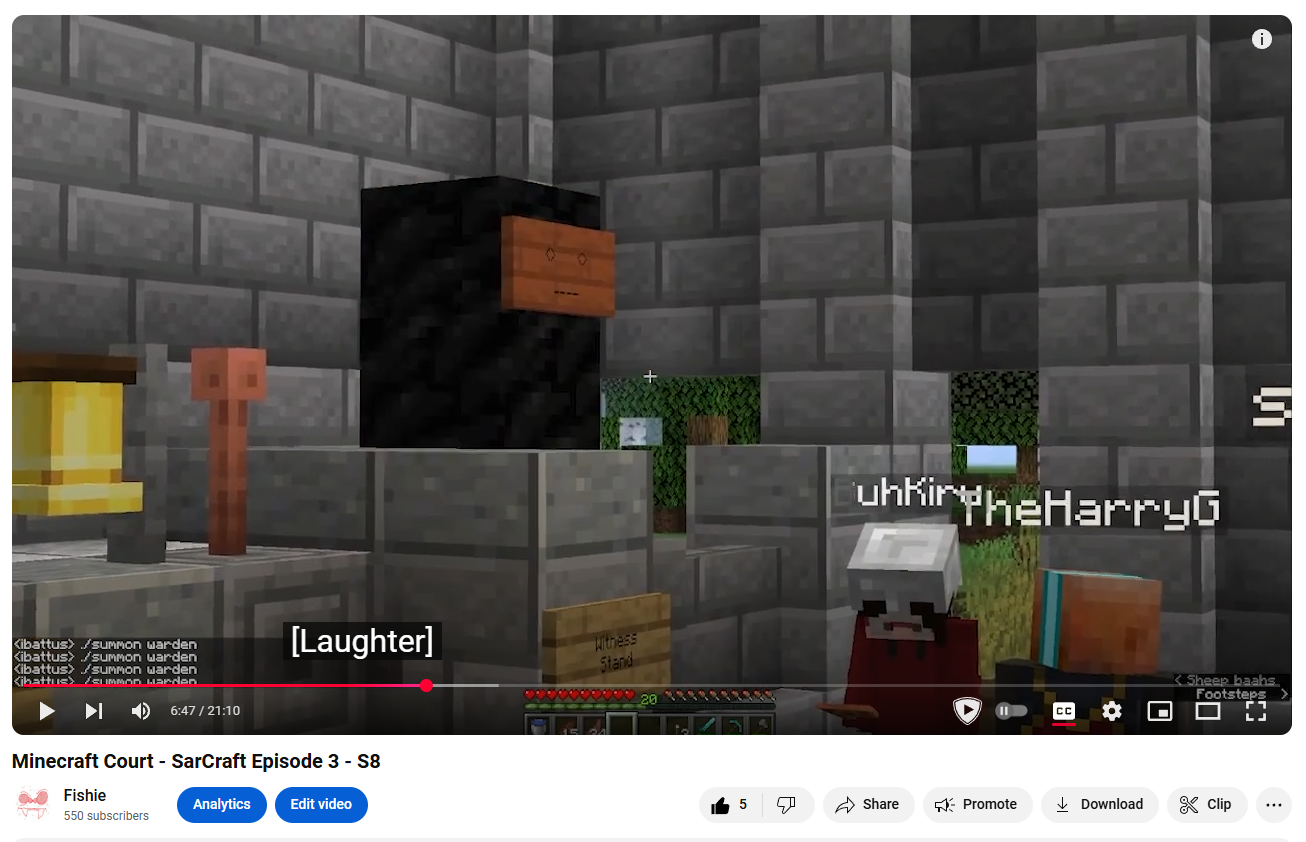 uhKiry
TheHarryG
S
Witness
Stand
[Laughter]
<ibattus> ./summon warden
<ibattus> ./summon warden
<ibattus> ./summon warden
<ibattus> ./summon warden
20
< Sheep baahs
Footsteps >
6:47 / 21:10
CC
Minecraft Court - SarCraft Episode 3 - S8
Fishie
550 subscribers
Analytics
Edit video
5
Share
Promote
Download
Clip